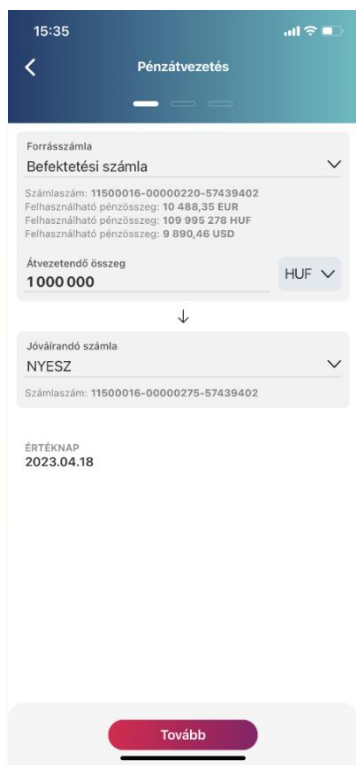 15:35
Pénzátvezetés
Forrásszámla
Befektetési számla
Számlaszám: 11500016-00000220-57439402
Felhasználható pénzösszeg: 10 488,35 EUR
Felhasználható pénzösszeg: 109 995 278 HUF
Felhasználható pénzösszeg: 9 890,46 USD
Átvezetendő összeg
1 000 000
HUF
Jóváírandó számla
NYESZ
Számlaszám: 11500016-00000275-57439402
ÉRTÉKNAP
2023.04.18
Tovább